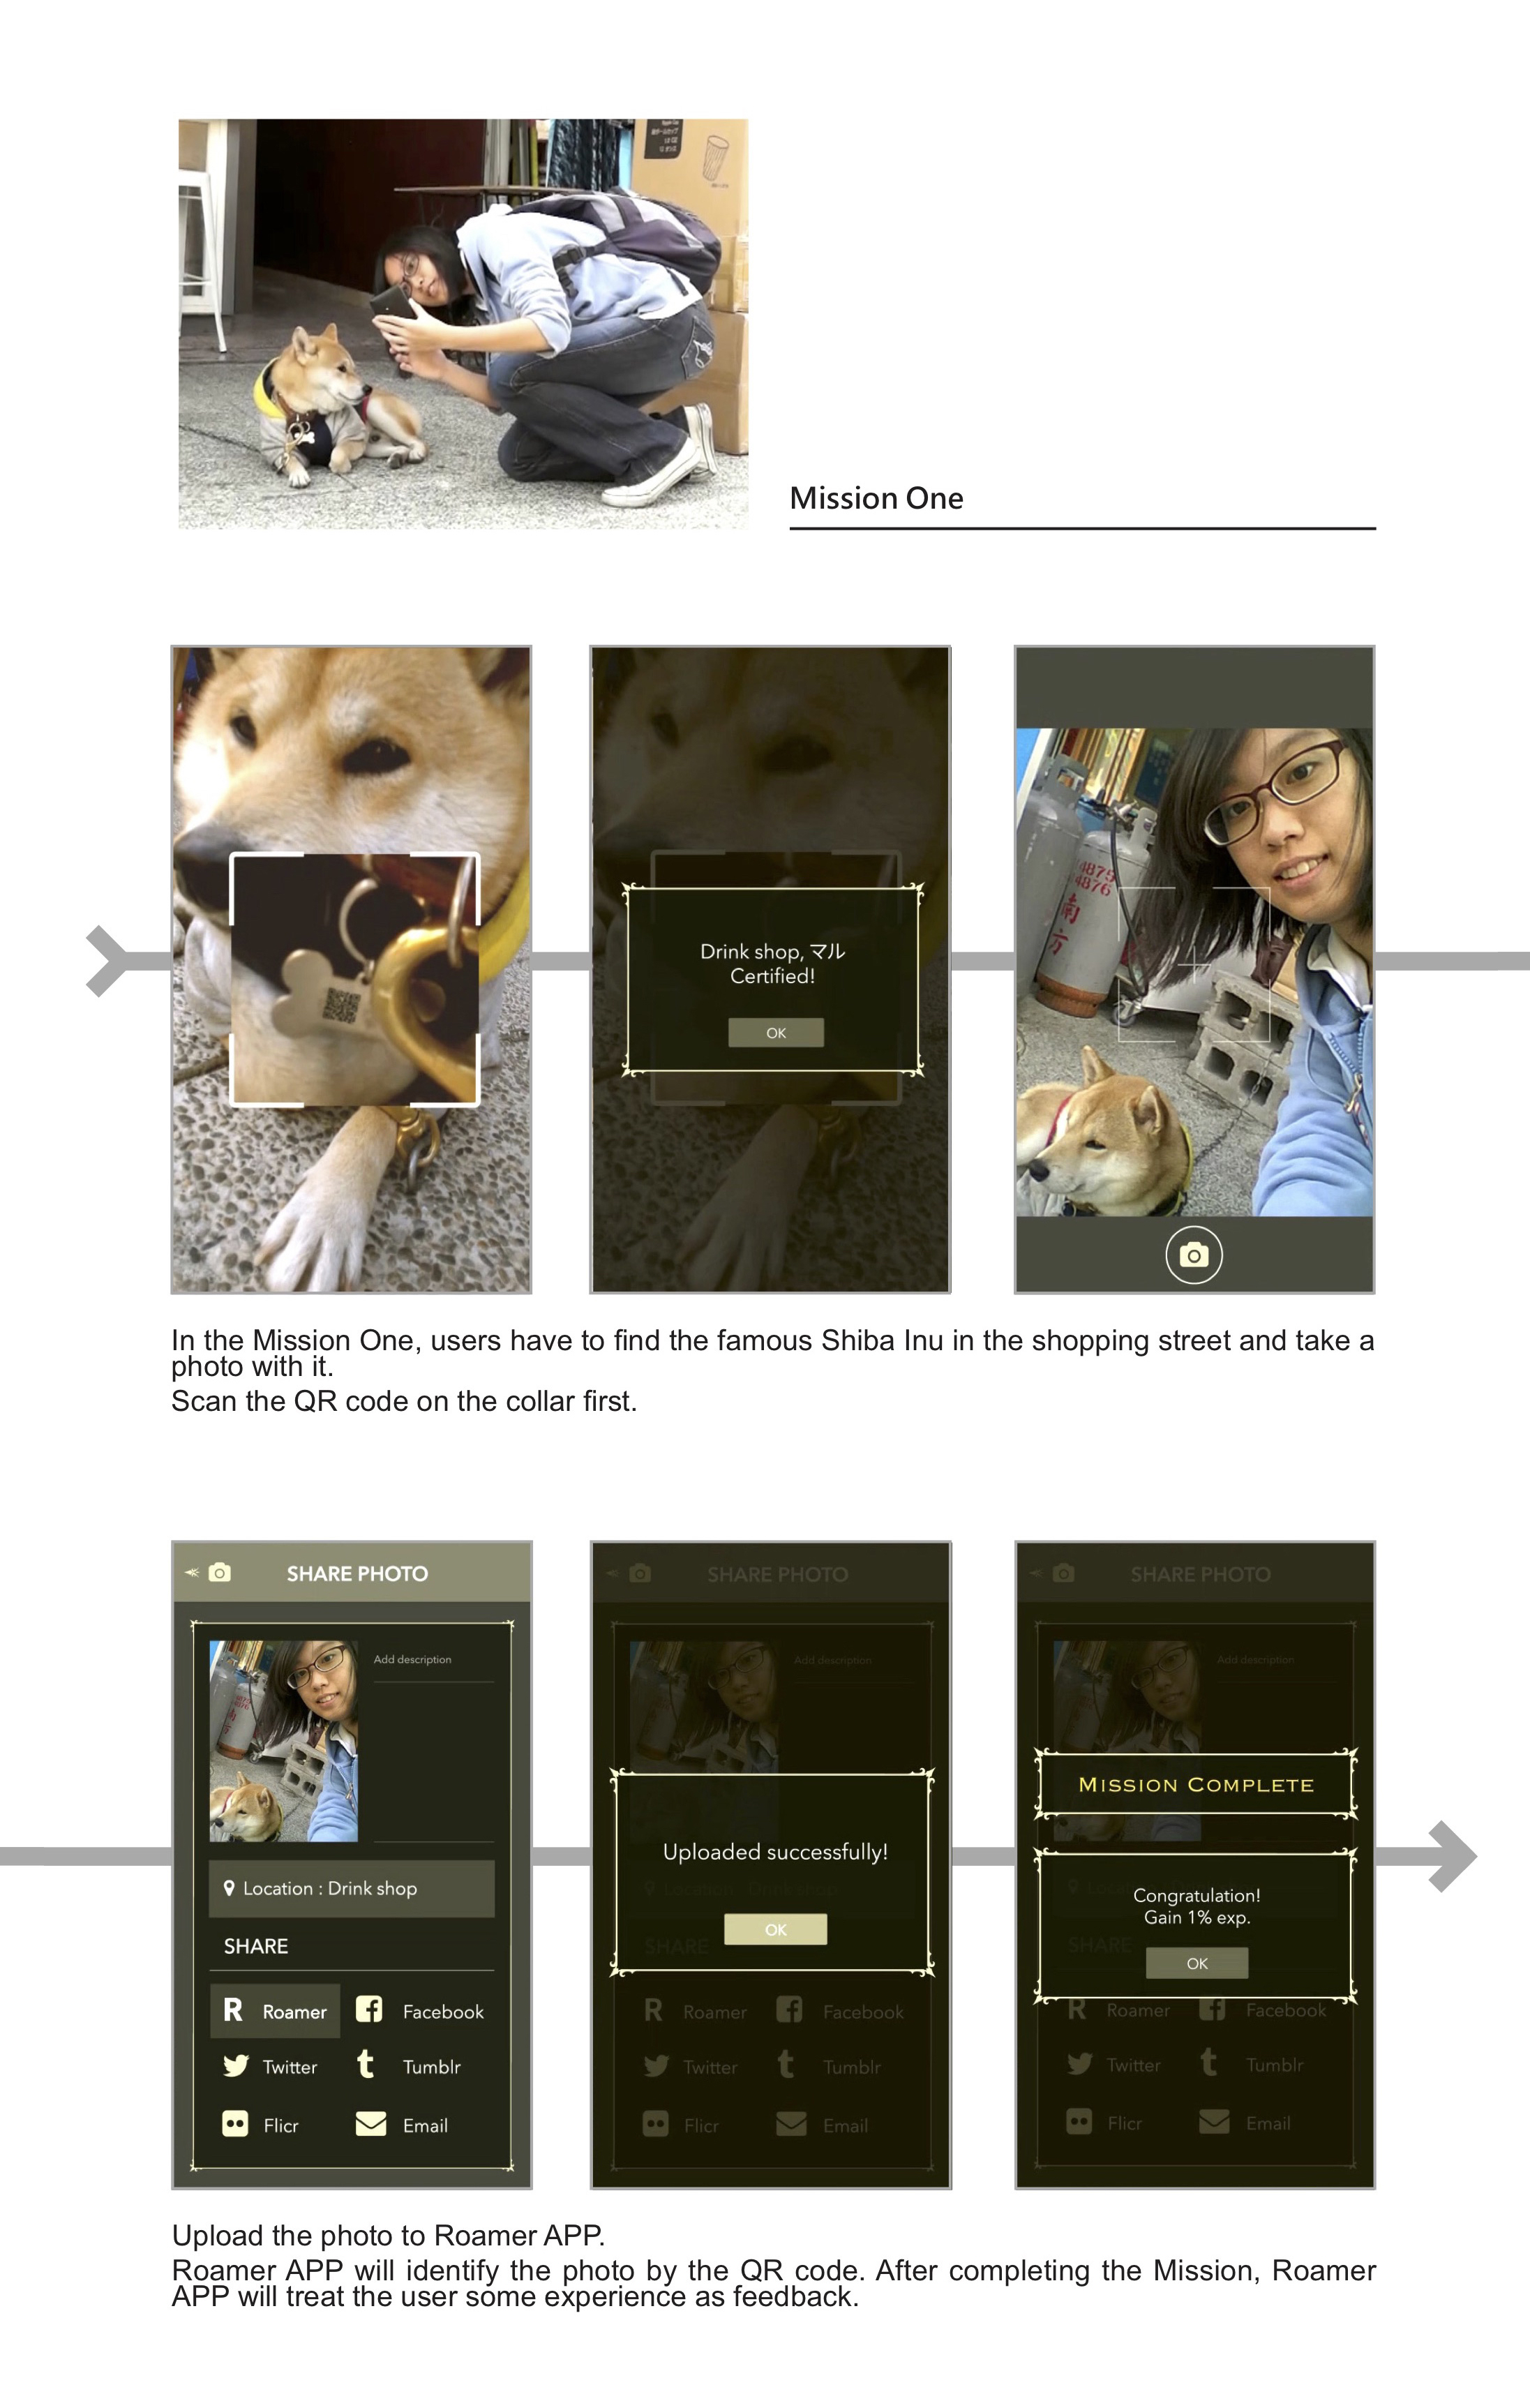 Mission One
4875
4876
南
方
Drink shop, マル
Certified!
OK
In the Mission One, users have to find the famous Shiba Inu in the shopping street and take a
photo with it.
Scan the QR code on the collar first.
SHARE PHOTO
Add description
Location : Drink shop
SHARE
R Roamer
Facebook
Twitter
t Tumblr
Flicr
Email
SHARE PHOTO
Add description
Uploaded successfully!
Location : Drink shop
OK
SHARE
R Roamer
Facebook
Twitter
t Tumblr
Flicr
Email
SHARE PHOTO
Add description
MISSION COMPLETE
Congratulation!
Gain 1% exp.
SHARE
OK
R Roamer
Facebook
Twitter
t Tumblr
Flicr
Email
Upload the photo to Roamer APP.
Roamer APP will identify the photo by the QR code. After completing the Mission, Roamer
APP will treat the user some experience as feedback.